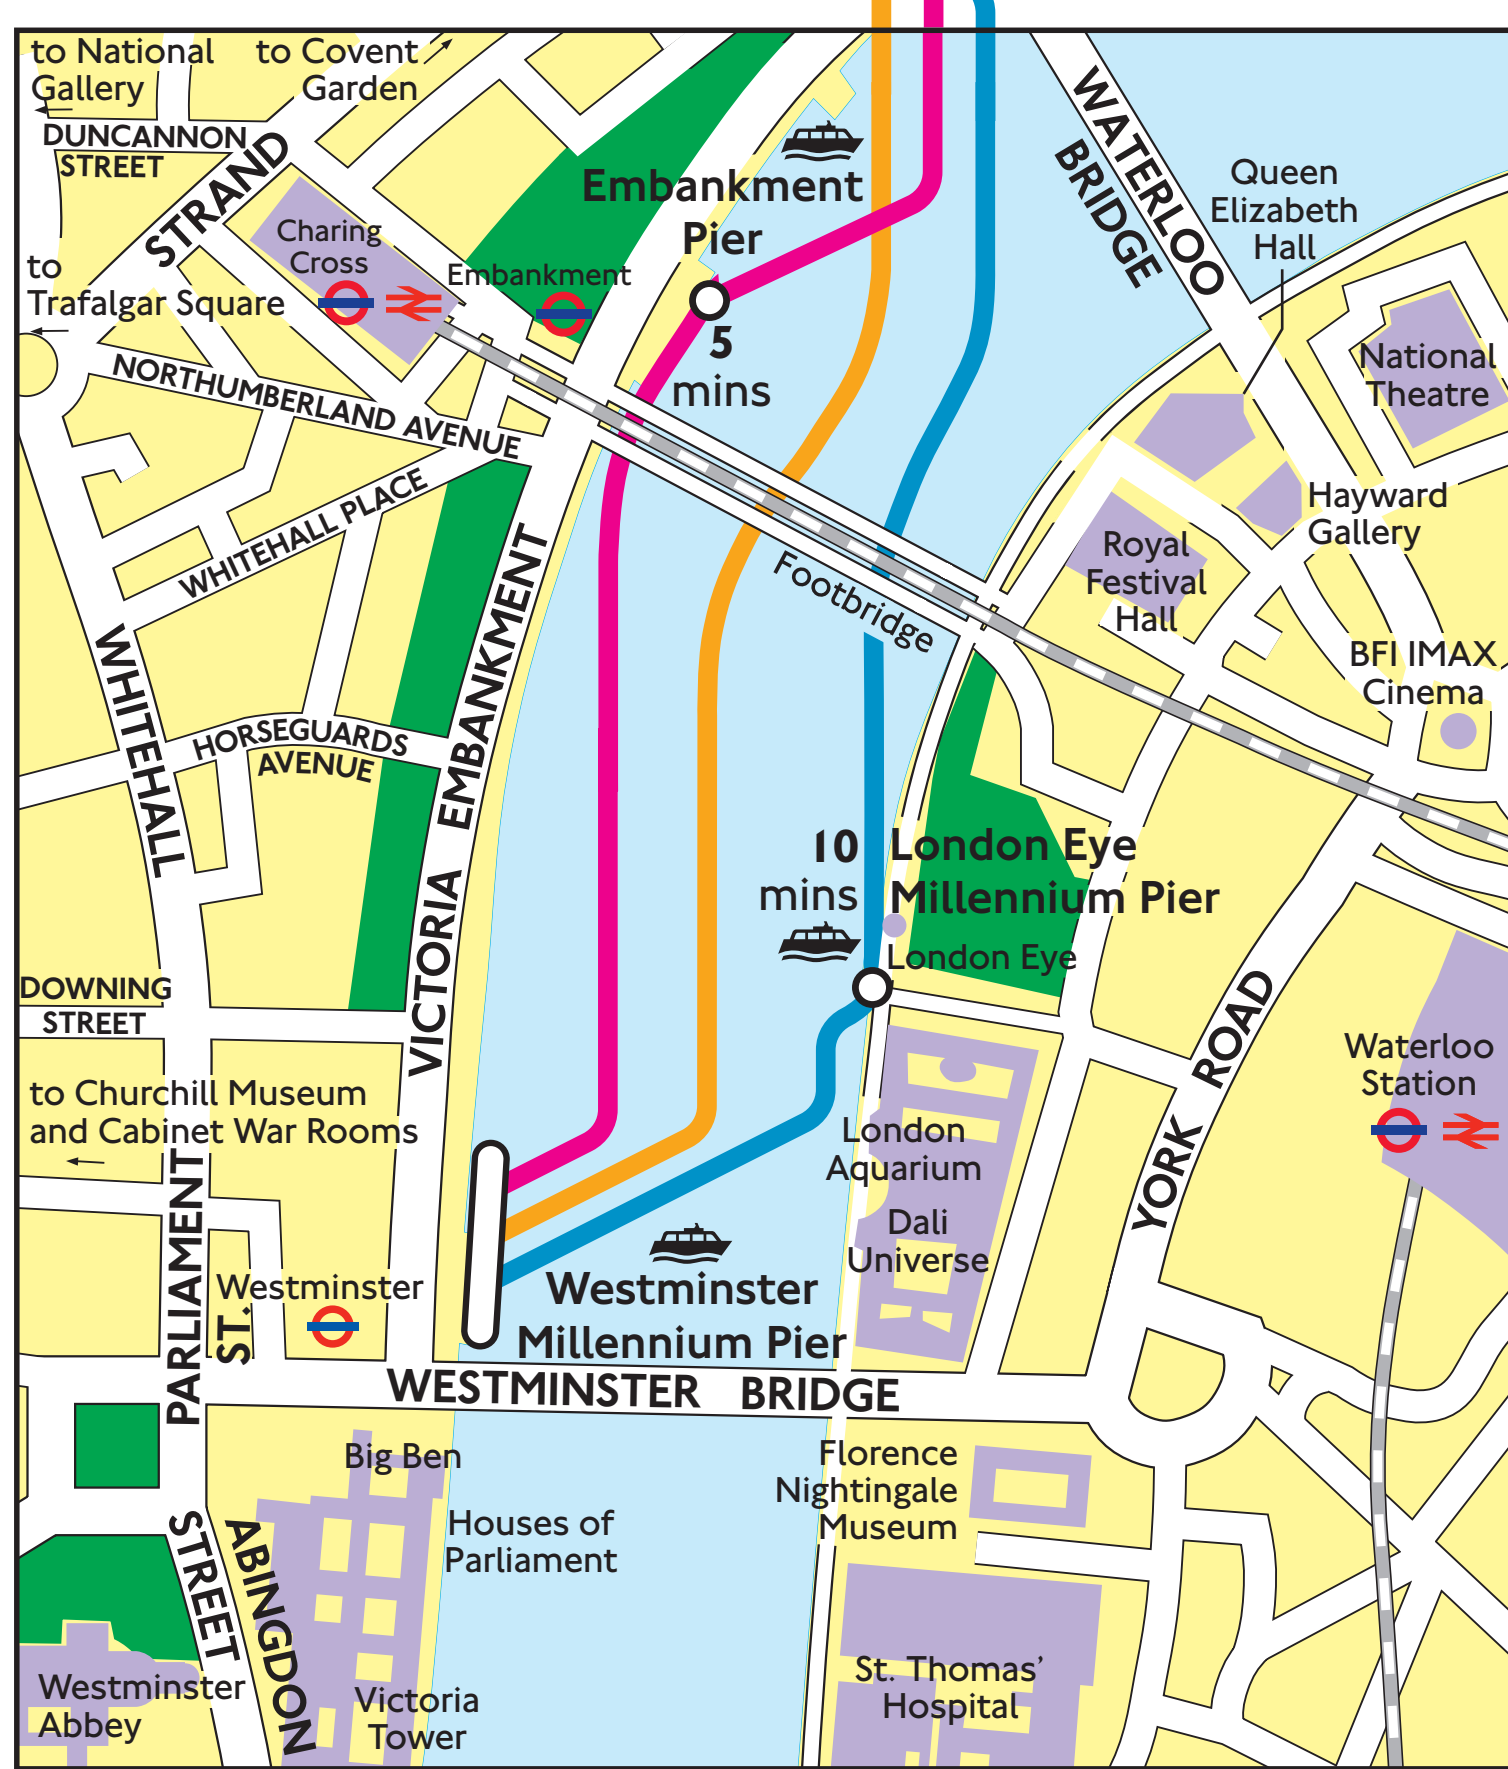 to National
Gallery
to Covent
Garden
DUNCANNON
STREET
STRAND
Charing
Cross
to
Trafalgar Square
Embankment
Embankment
Pier
5
mins
WATERLOO
BRIDGE
Queen
Elizabeth
Hall
National
Theatre
NORTHUMBERLAND AVENUE
WHITEHALL PLACE
Hayward
Gallery
Royal
Festival
Hall
Footbridge
BFI IMAX
Cinema
WHITEHALL
HORSEGUARDS
AVENUE
VICTORIA EMBANKMENT
10
mins
London Eye
Millennium Pier
London Eye
DOWNING
STREET
YORK ROAD
Waterloo
Station
to Churchill Museum
and Cabinet War Rooms
London
Aquarium
Dali
Universe
PARLIAMENT
ST.
Westminster
Westminster
Millennium Pier
WESTMINSTER BRIDGE
Big Ben
Houses of
Parliament
Florence
Nightingale
Museum
STREET
ABINGDON
Westminster
Abbey
Victoria
Tower
St. Thomas'
Hospital